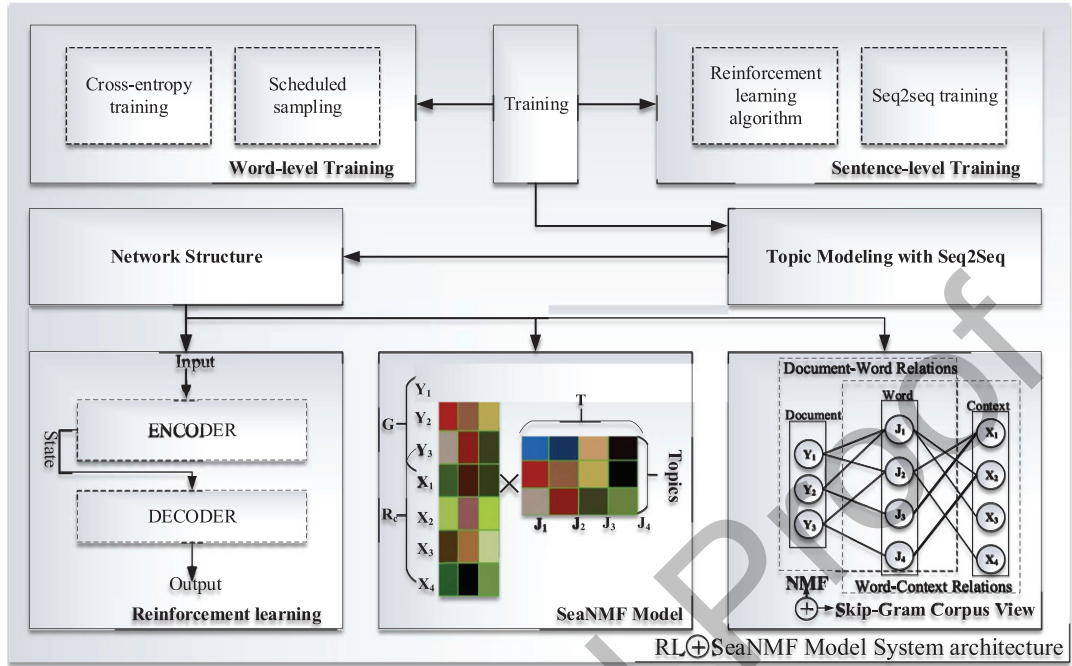 Cross-entropy
training
Scheduled
sampling
Word-level Training
Training
Reinforcement
learning
algorithm
Seq2seq training
Sentence-level Training
Network Structure
Topic Modeling with Seq2Seq
Input
ENCODER
State
DECODER
Output
Reinforcement learning
G
Y1
Y2
Y3
Rc
X1
X2
X3
X4
×
T
Topics
J1 J2 J3 J4
SeaNMF Model
Document-Word Relations
Document
Word
Context
Y1
Y2
Y3
J1
J2
J3
J4
X1
X2
X3
X4
Word-Context Relations
NMF
⊕ Skip-Gram Corpus View
RL⊕SeaNMF Model System architecture
Proof